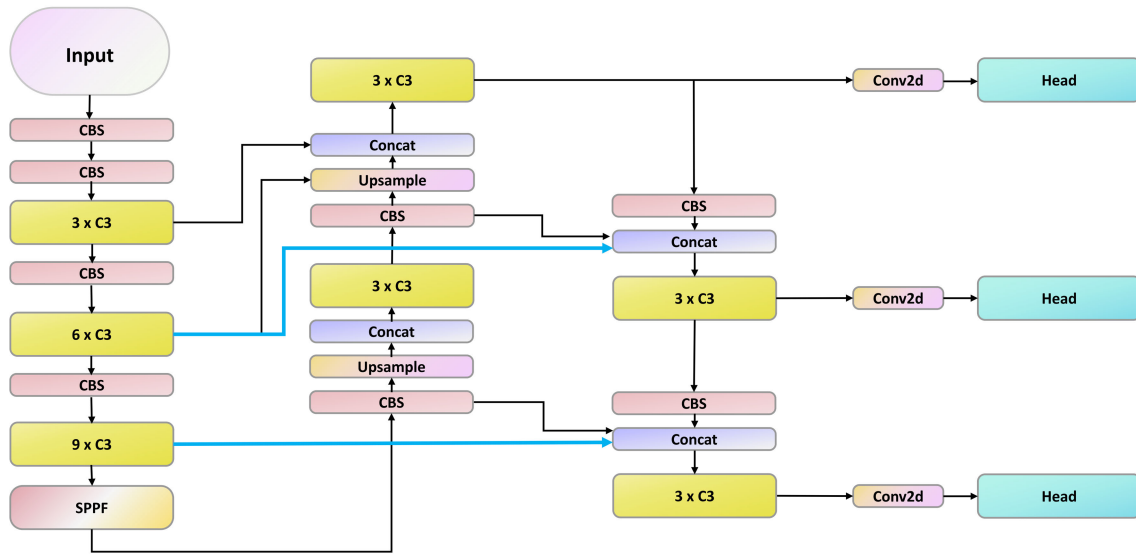 Input
CBS
CBS
3 x C3
CBS
6 x C3
CBS
9 x C3
SPPF
3 x C3
Concat
Upsample
CBS
3 x C3
Concat
Upsample
CBS
CBS
Concat
3 x C3
CBS
Concat
3 x C3
Conv2d
Head
Conv2d
Head
Conv2d
Head